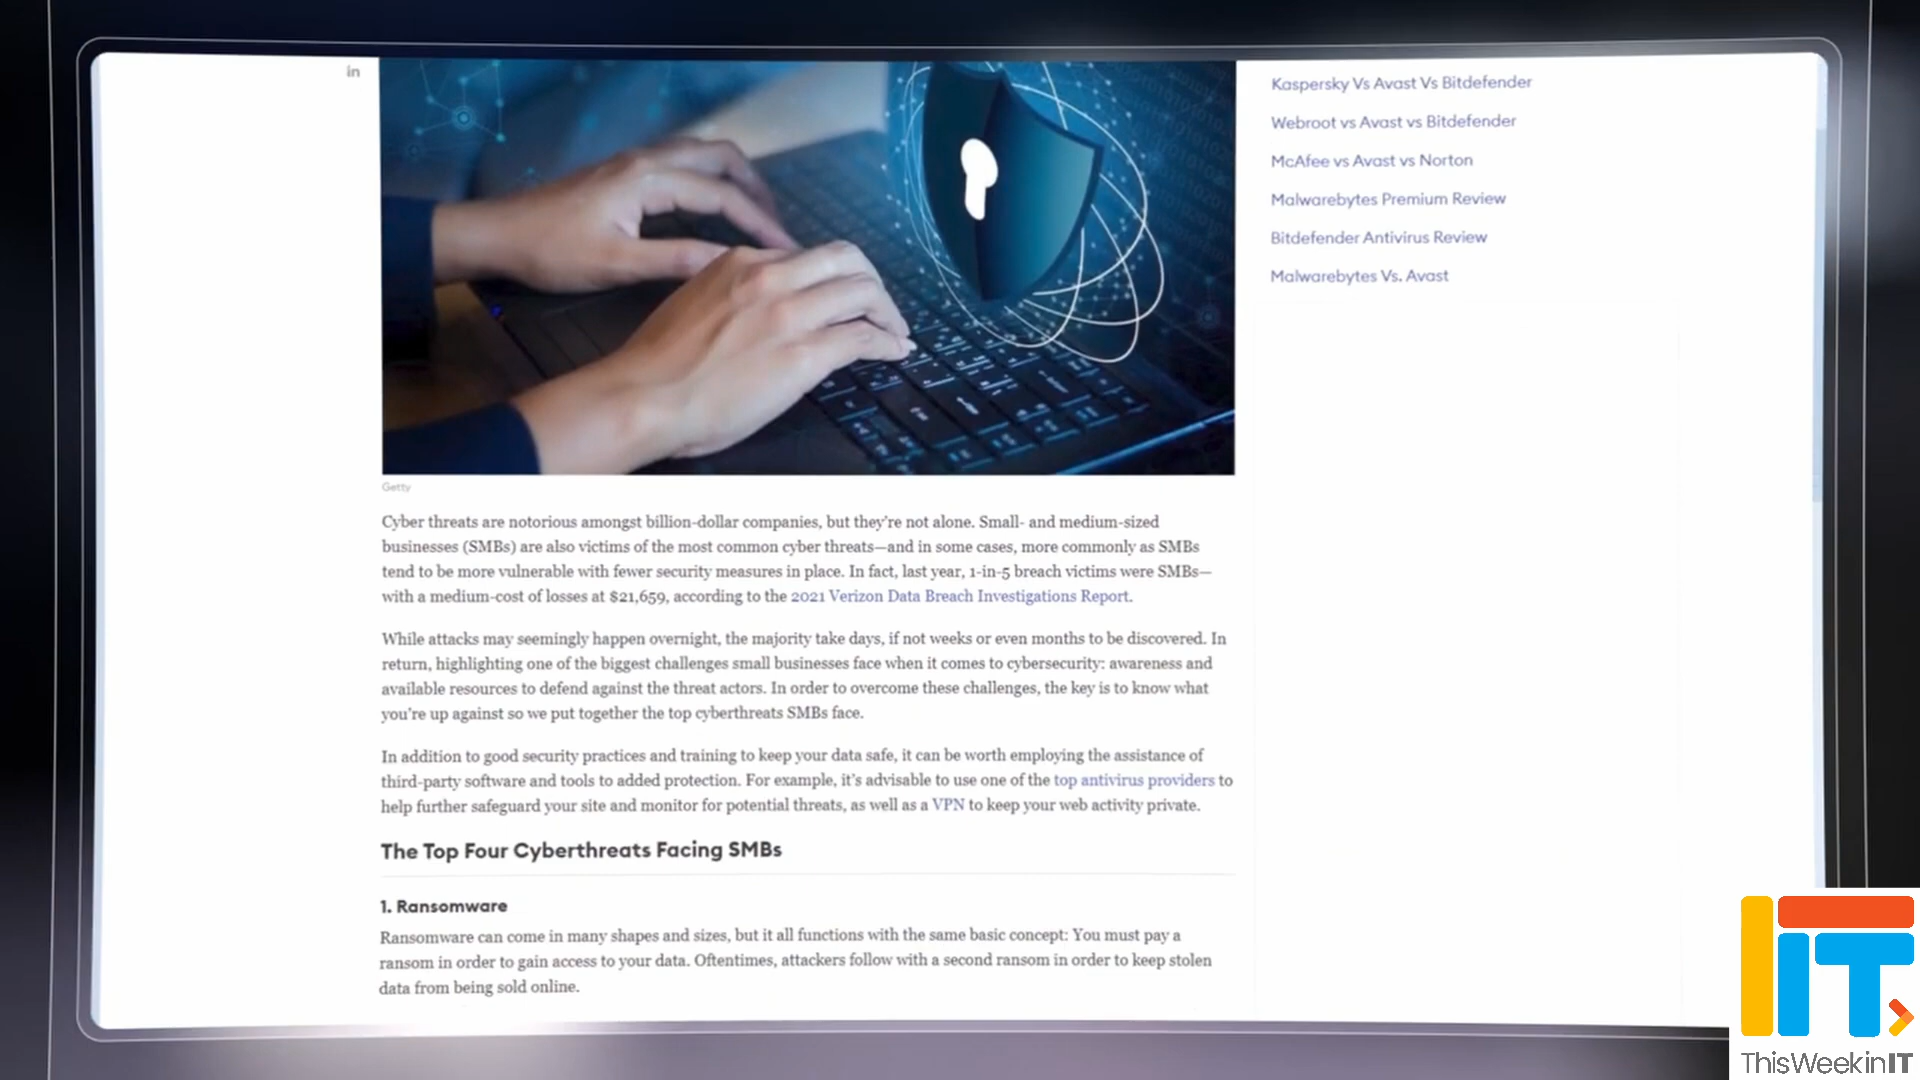 in
Kaspersky Vs Avast Vs Bitdefender
Webroot vs Avast vs Bitdefender
McAfee vs Avast vs Norton
Malwarebytes Premium Review
Bitdefender Antivirus Review
Malwarebytes Vs. Avast
Getty
Cyber threats are notorious amongst billion-dollar companies, but they're not alone. Small- and medium-sized
businesses (SMBs) are also victims of the most common cyber threats—and in some cases, more commonly as SMBs
tend to be more vulnerable with fewer security measures in place. In fact, last year, 1-in-5 breach victims were SMBs—
with a medium-cost of losses at $21,659, according to the 2021 Verizon Data Breach Investigations Report.
While attacks may seemingly happen overnight, the majority take days, if not weeks or even months to be discovered. In
return, highlighting one of the biggest challenges small businesses face when it comes to cybersecurity: awareness and
available resources to defend against the threat actors. In order to overcome these challenges, the key is to know what
you're up against so we put together the top cyberthreats SMBs face.
In addition to good security practices and training to keep your data safe, it can be worth employing the assistance of
third-party software and tools to added protection. For example, it's advisable to use one of the top antivirus providers to
help further safeguard your site and monitor for potential threats, as well as a VPN to keep your web activity private.
The Top Four Cyberthreats Facing SMBs
1. Ransomware
Ransomware can come in many shapes and sizes, but it all functions with the same basic concept: You must pay a
ransom in order to gain access to your data. Oftentimes, attackers follow with a second ransom in order to keep stolen
data from being sold online.
IT
ThisWeekinIT